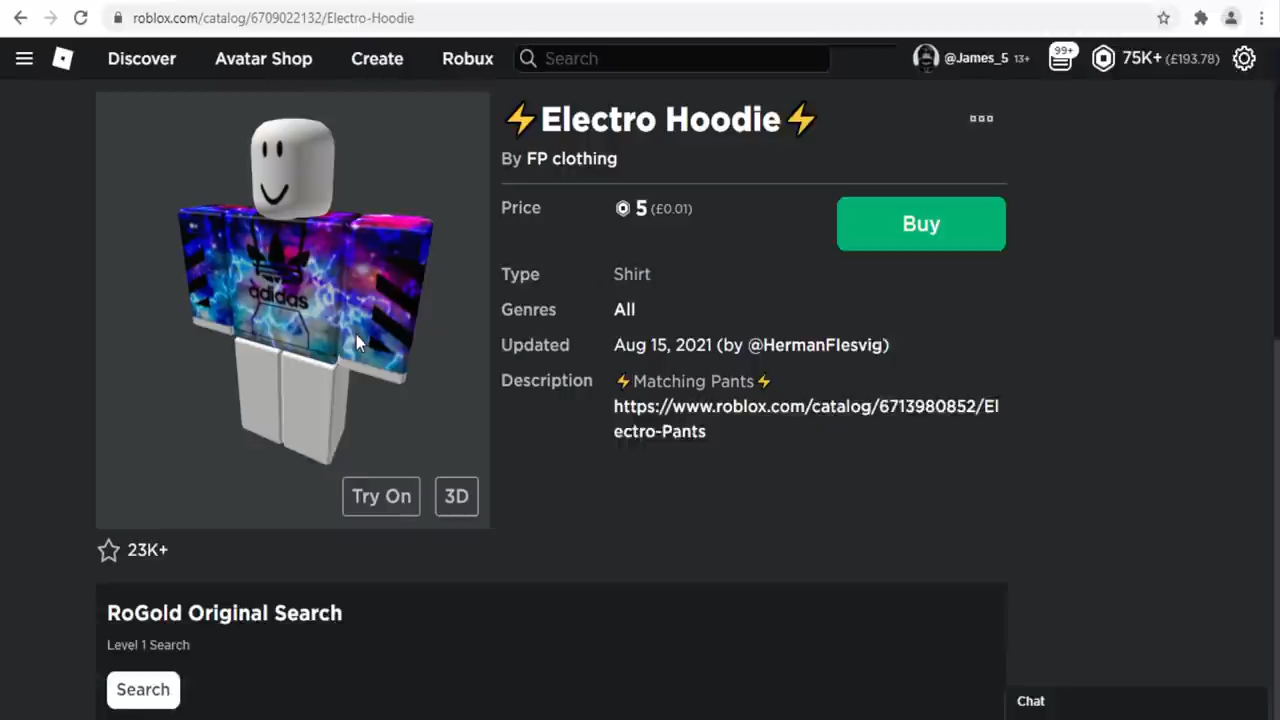 roblox.com/catalog/6709022132/Electro-Hoodie
Discover Avatar Shop Create Robux Search @James_5 13+ 99+ 75K+ (£193.78)
⚡Electro Hoodie⚡
By FP clothing
Price 5 (£0.01)
Buy
Type Shirt
Genres All
Updated Aug 15, 2021 (by @HermanFlesvig)
Description ⚡Matching Pants⚡
https://www.roblox.com/catalog/6713980852/El
ectro-Pants
adidas
Try On 3D
23K+
RoGold Original Search
Level 1 Search
Search
Chat